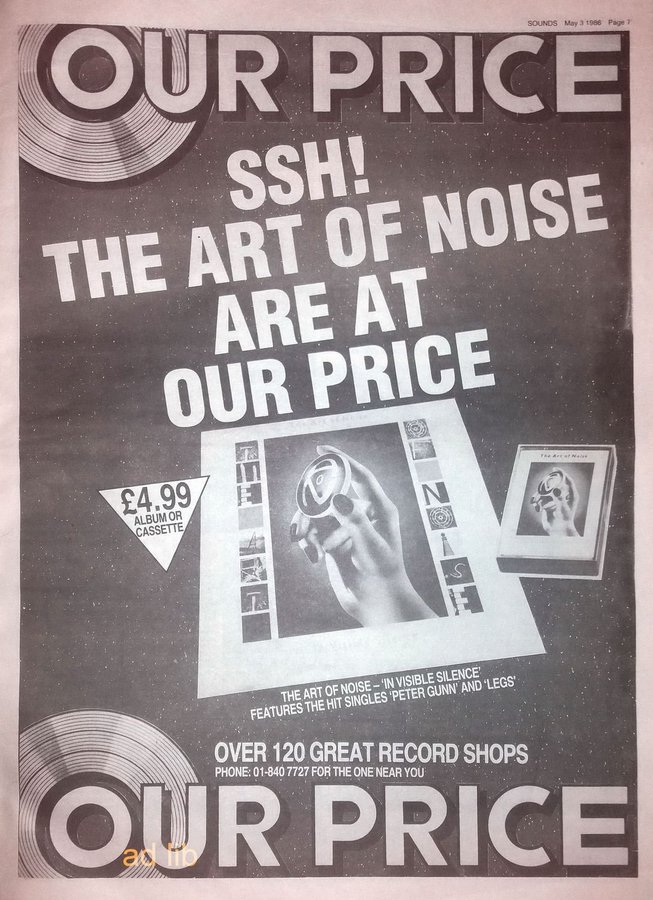 SOUNDS May 3 1986 Page 7
OUR PRICE
SSH!
THE ART OF NOISE
ARE AT
OUR PRICE
£4.99
ALBUM OR
CASSETTE
THE ART OF NOISE
The Art of Noise
THE ART OF NOISE – 'IN VISIBLE SILENCE'
FEATURES THE HIT SINGLES 'PETER GUNN' AND 'LEGS'
OVER 120 GREAT RECORD SHOPS
PHONE: 01-840 7727 FOR THE ONE NEAR YOU
OUR PRICE
ad lib